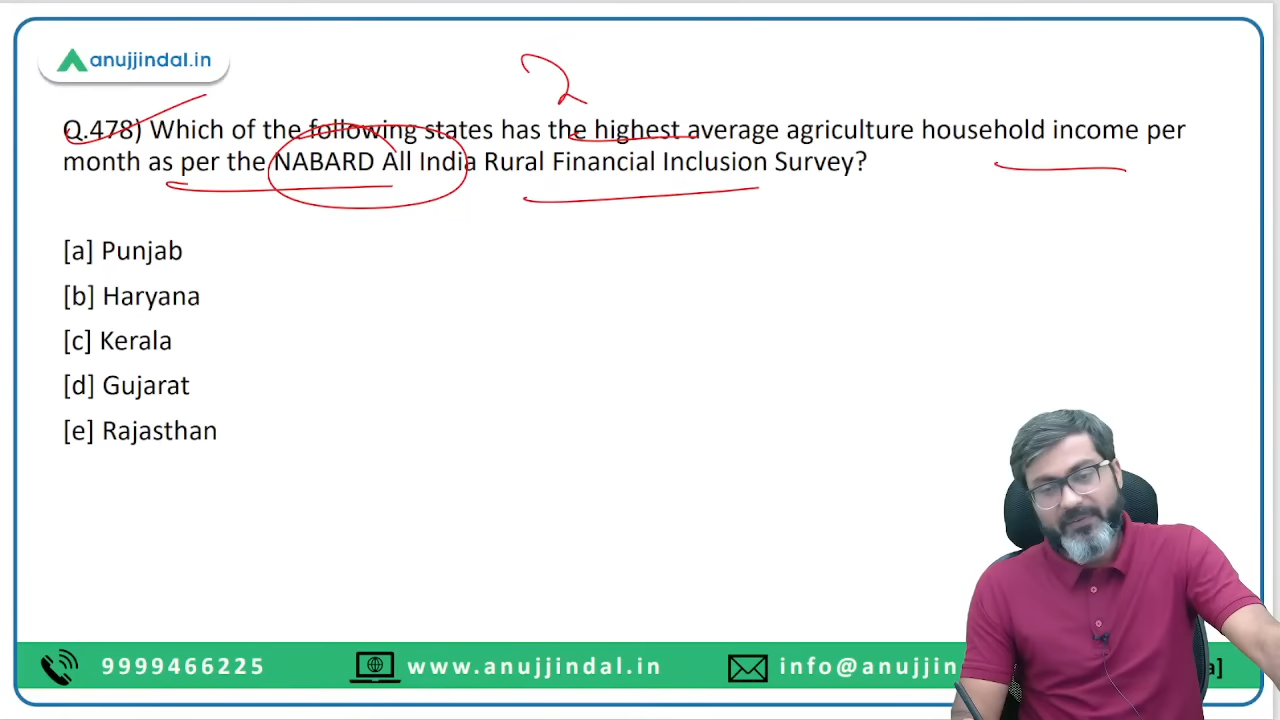 anujjindal.in
Q.478) Which of the following states has the highest average agriculture household income per
month as per the NABARD All India Rural Financial Inclusion Survey?
[a] Punjab
[b] Haryana
[c] Kerala
[d] Gujarat
[e] Rajasthan
9999466225
www.anujjindal.in
info@anujjin
a]